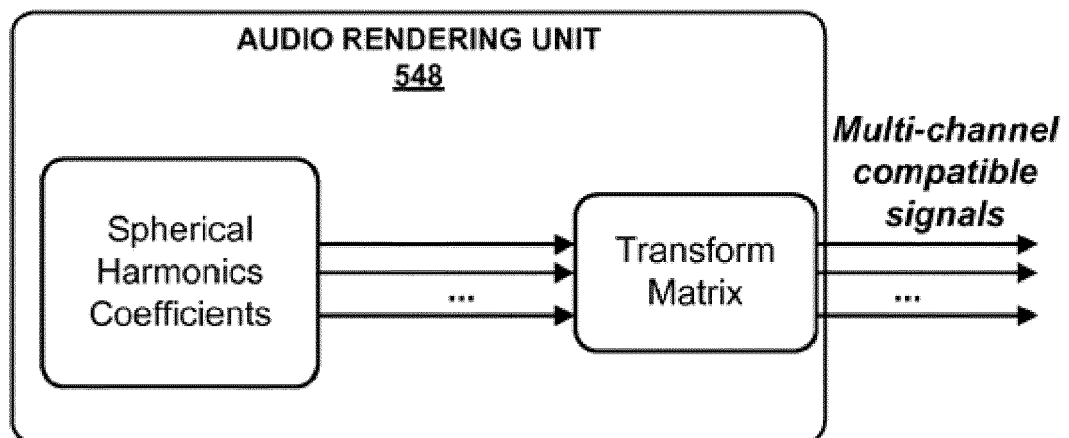 AUDIO RENDERING UNIT
548
Spherical
Harmonics
Coefficients
...
Transform
Matrix
Multi-channel
compatible
signals
...